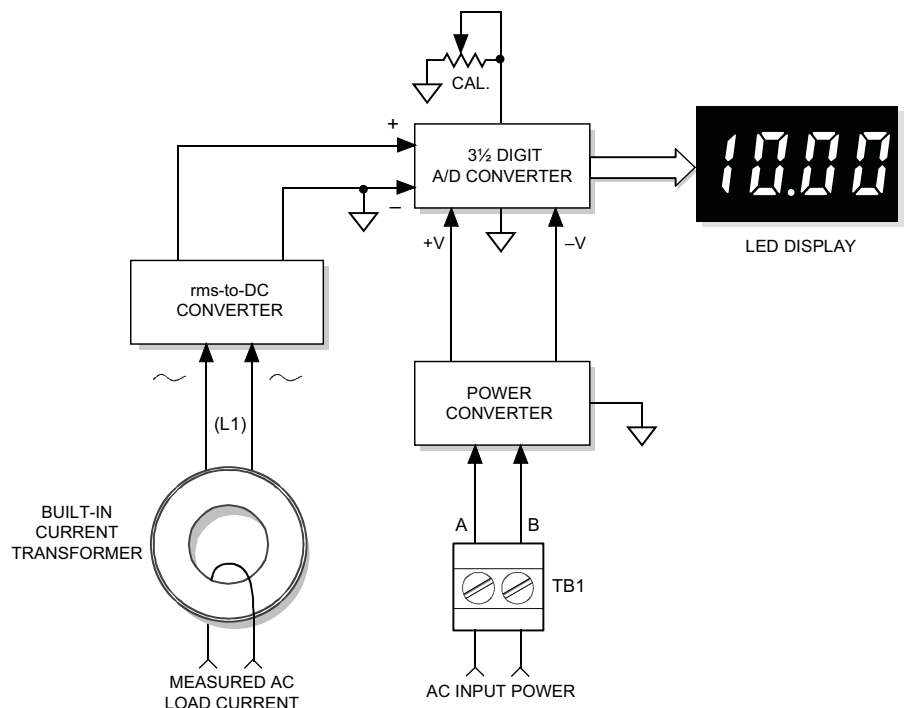 CAL.
+
3½ DIGIT
A/D CONVERTER
10.00
LED DISPLAY
–
+V
–V
rms-to-DC
CONVERTER
POWER
CONVERTER
(L1)
BUILT-IN
CURRENT
TRANSFORMER
A
B
TB1
MEASURED AC
LOAD CURRENT
AC INPUT POWER